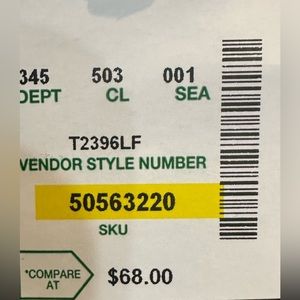 345 503 001
DEPT CL SEA
T2396LF
VENDOR STYLE NUMBER
50563220
SKU
*COMPARE
AT
$68.00